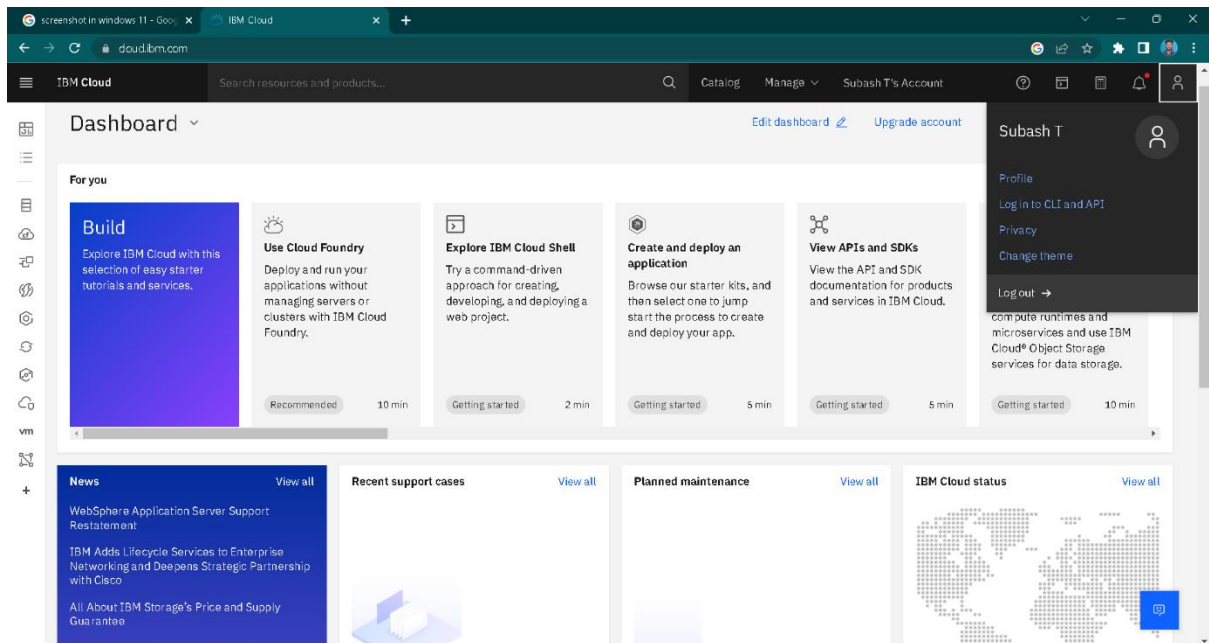 screenshot in windows 11 - Goog
IBM Cloud
cloud.ibm.com
IBM Cloud
Search resources and products...
Catalog
Manage
Subash T's Account
Dashboard
Edit dashboard
Upgrade account
Subash T
Profile
Log in to CLI and API
Privacy
Change theme
Log out →
For you
Build
Explore IBM Cloud with this
selection of easy starter
tutorials and services.
Use Cloud Foundry
Deploy and run your
applications without
managing servers or
clusters with IBM Cloud
Foundry.
Recommended
10 min
Explore IBM Cloud Shell
Try a command-driven
approach for creating,
developing, and deploying a
web project.
Getting started
2 min
Create and deploy an
application
Browse our starter kits, and
then select one to jump
start the process to create
and deploy your app.
Getting started
5 min
View APIs and SDKs
View the API and SDK
documentation for products
and services in IBM Cloud.
Getting started
5 min
compute runtimes and
microservices and use IBM
Cloud® Object Storage
services for data storage.
Getting started
10 min
vm
News
View all
WebSphere Application Server Support
Restatement
IBM Adds Lifecycle Services to Enterprise
Networking and Deepens Strategic Partnership
with Cisco
All About IBM Storage's Price and Supply
Guarantee
Recent support cases
View all
Planned maintenance
View all
IBM Cloud status
View all